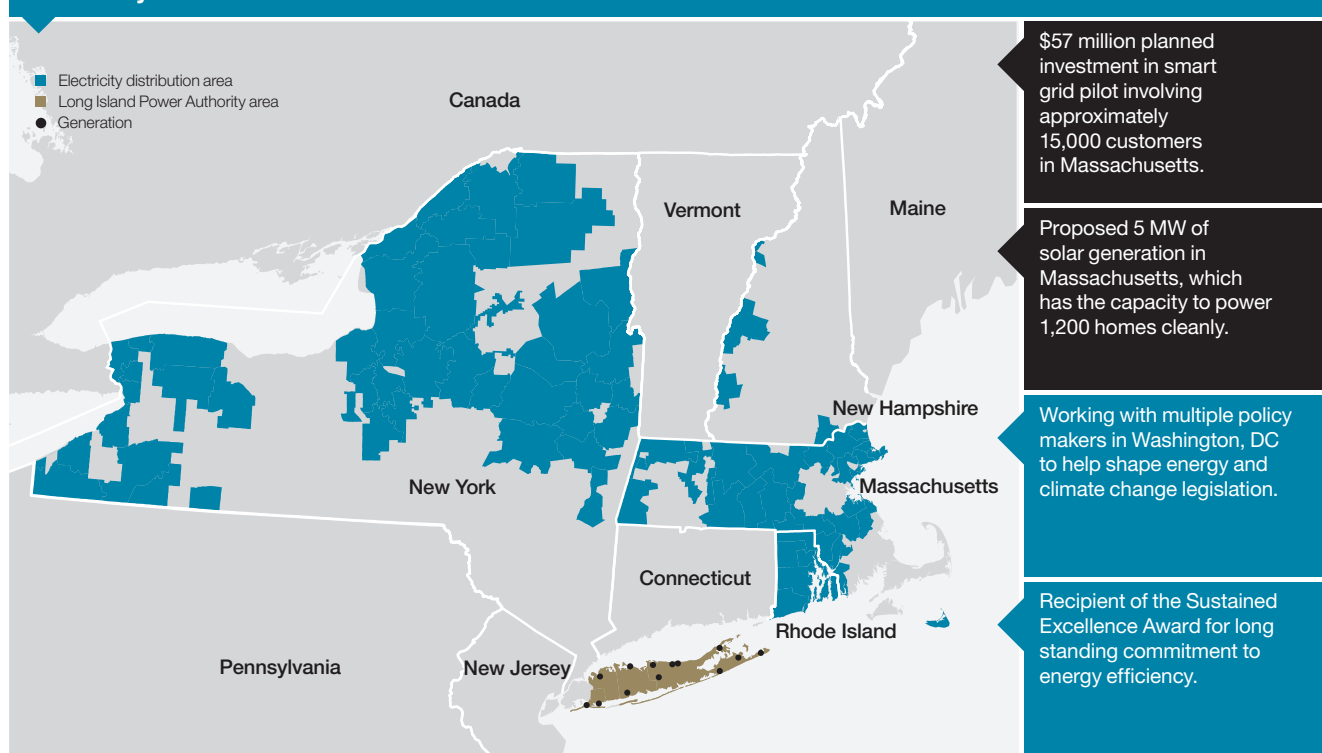 Electricity distribution area
Long Island Power Authority area
Generation
Canada
Vermont
Maine
New Hampshire
New York
Massachusetts
Connecticut
Rhode Island
Pennsylvania
New Jersey
$57 million planned
investment in smart
grid pilot involving
approximately
15,000 customers
in Massachusetts.
Proposed 5 MW of
solar generation in
Massachusetts, which
has the capacity to power
1,200 homes cleanly.
Working with multiple policy
makers in Washington, DC
to help shape energy and
climate change legislation.
Recipient of the Sustained
Excellence Award for long
standing commitment to
energy efficiency.